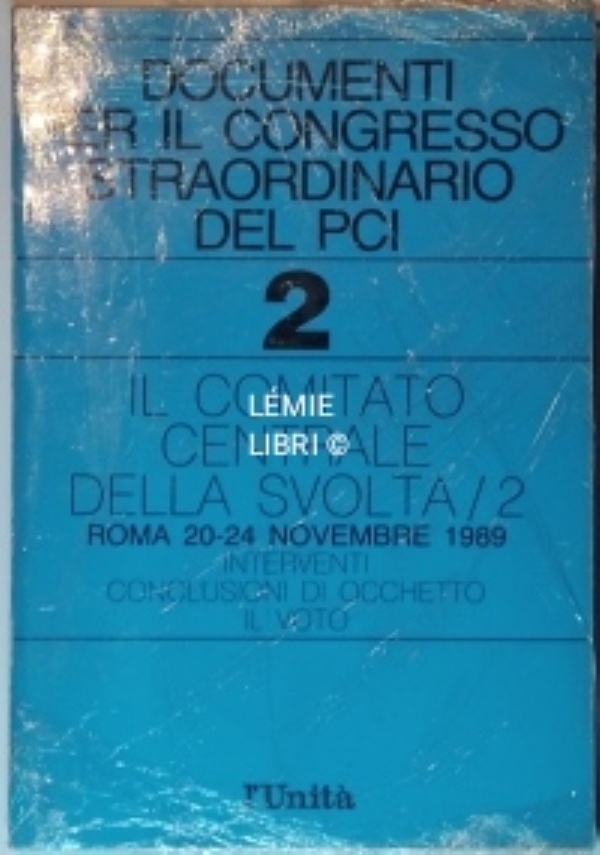 DOCUMENTI
PER IL CONGRESSO
STRAORDINARIO
DEL PCI
2
IL COMITATO
CENTRALE
DELLA SVOLTA/2
ROMA 20-24 NOVEMBRE 1989
INTERVENTI
CONCLUSIONI DI OCCHETTO
IL VOTO
l'Unità
LÉMIE
LIBRI ©